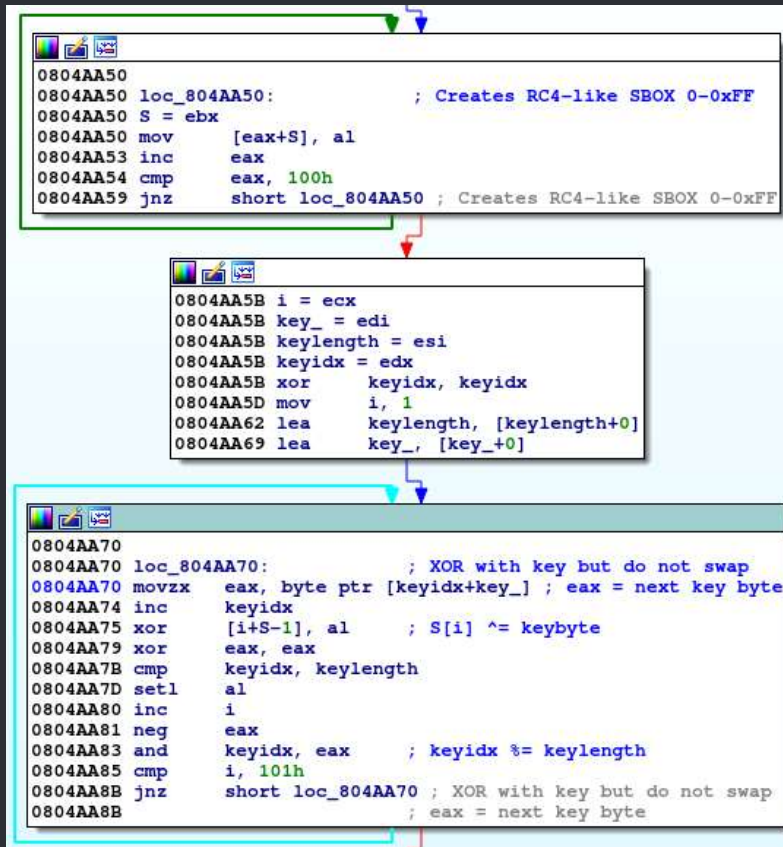 0804AA50
0804AA50 loc_804AA50: ; Creates RC4-like SBOX 0-0xFF
0804AA50 S = ebx
0804AA50 mov [eax+S], al
0804AA53 inc eax
0804AA54 cmp eax, 100h
0804AA59 jnz short loc_804AA50 ; Creates RC4-like SBOX 0-0xFF
0804AA5B i = ecx
0804AA5B key_ = edi
0804AA5B keylength = esi
0804AA5B keyidx = edx
0804AA5B xor keyidx, keyidx
0804AA5D mov i, 1
0804AA62 lea keylength, [keylength+0]
0804AA69 lea key_, [key_+0]
0804AA70
0804AA70 loc_804AA70: ; XOR with key but do not swap
0804AA70 movzx eax, byte ptr [keyidx+key_] ; eax = next key byte
0804AA74 inc keyidx
0804AA75 xor [i+S-1], al ; S[i] ^= keybyte
0804AA79 xor eax, eax
0804AA7B cmp keyidx, keylength
0804AA7D setl al
0804AA80 inc i
0804AA81 neg eax
0804AA83 and keyidx, eax ; keyidx %= keylength
0804AA85 cmp i, 101h
0804AA8B jnz short loc_804AA70 ; XOR with key but do not swap
0804AA8B ; eax = next key byte